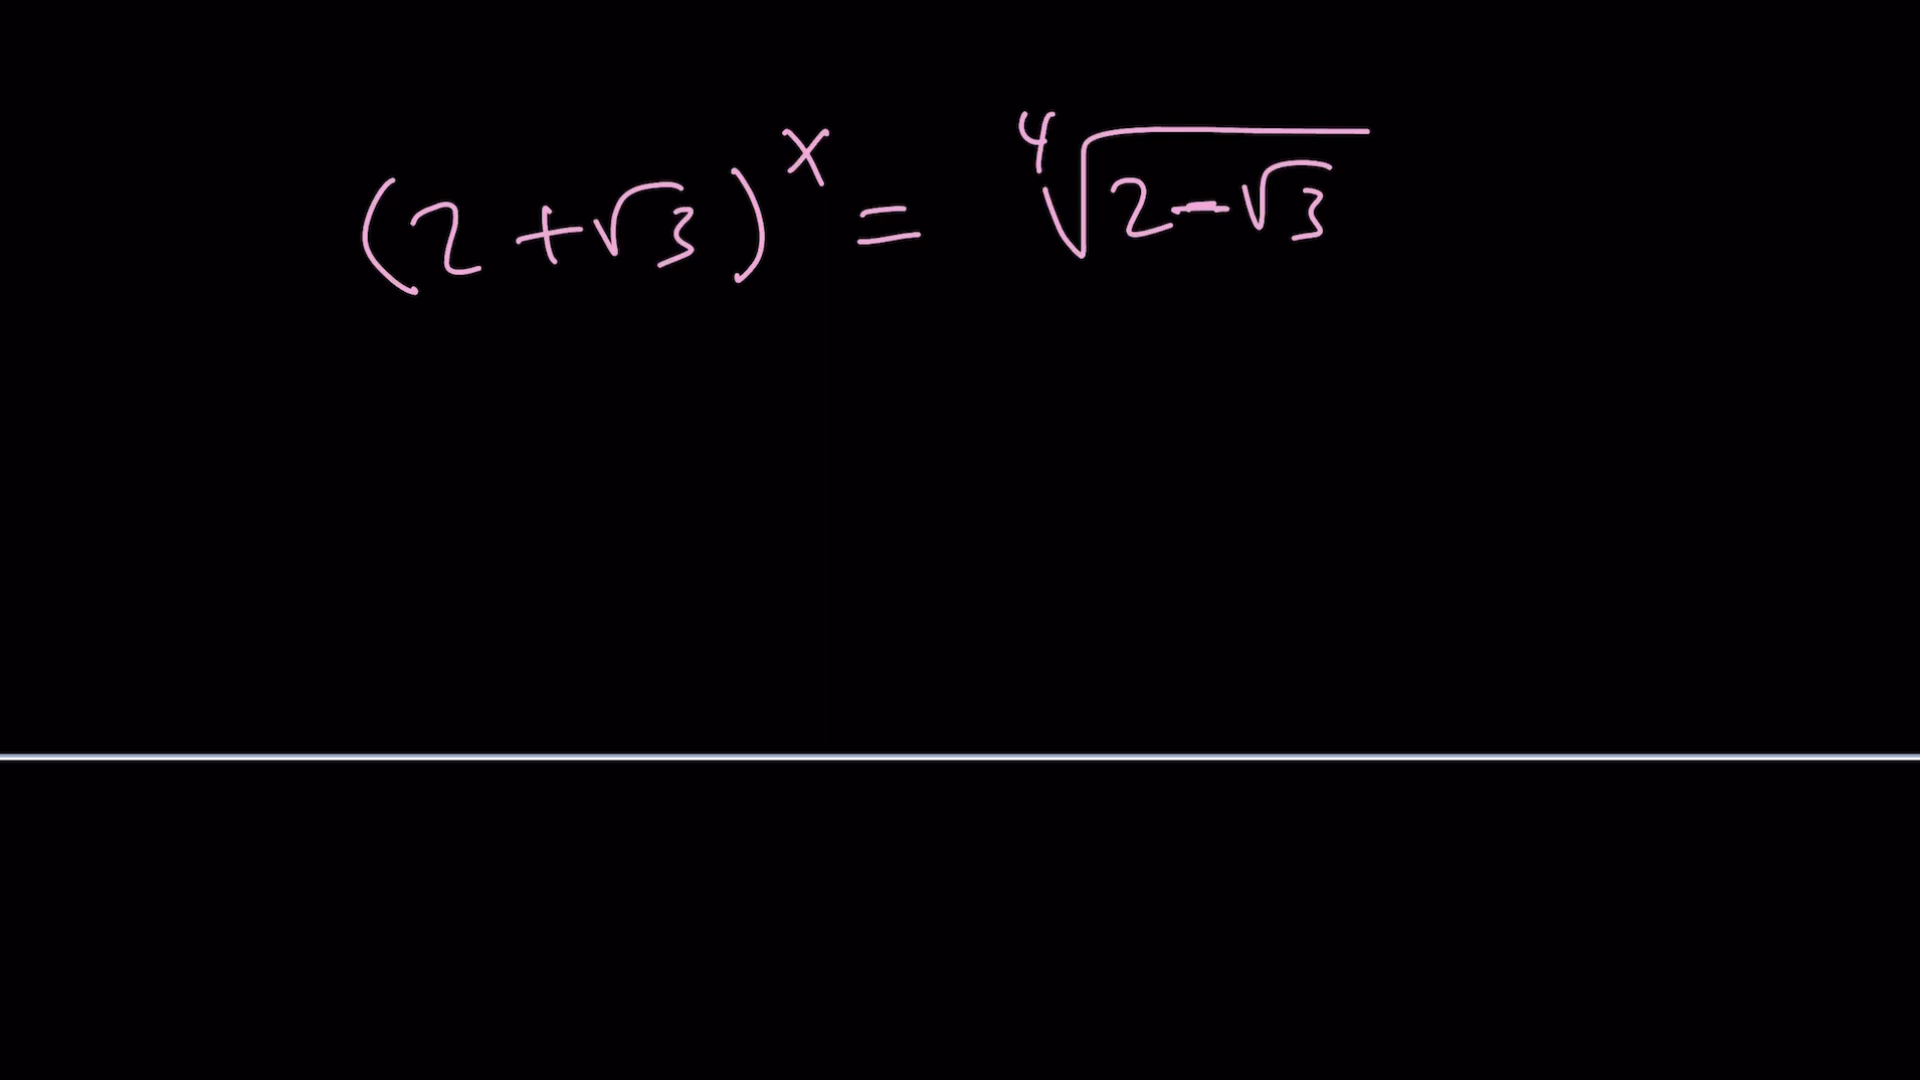 (2+√3)^x = ⁴√(2-√3)